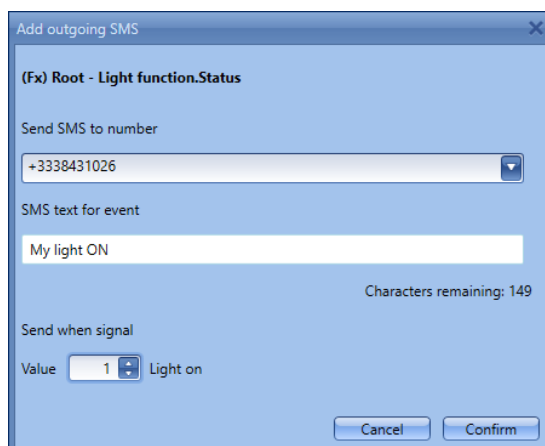 Add outgoing SMS
(Fx) Root - Light function.Status
Send SMS to number
+3338431026
SMS text for event
My light ON
Characters remaining: 149
Send when signal
Value 1 Light on
Cancel Confirm